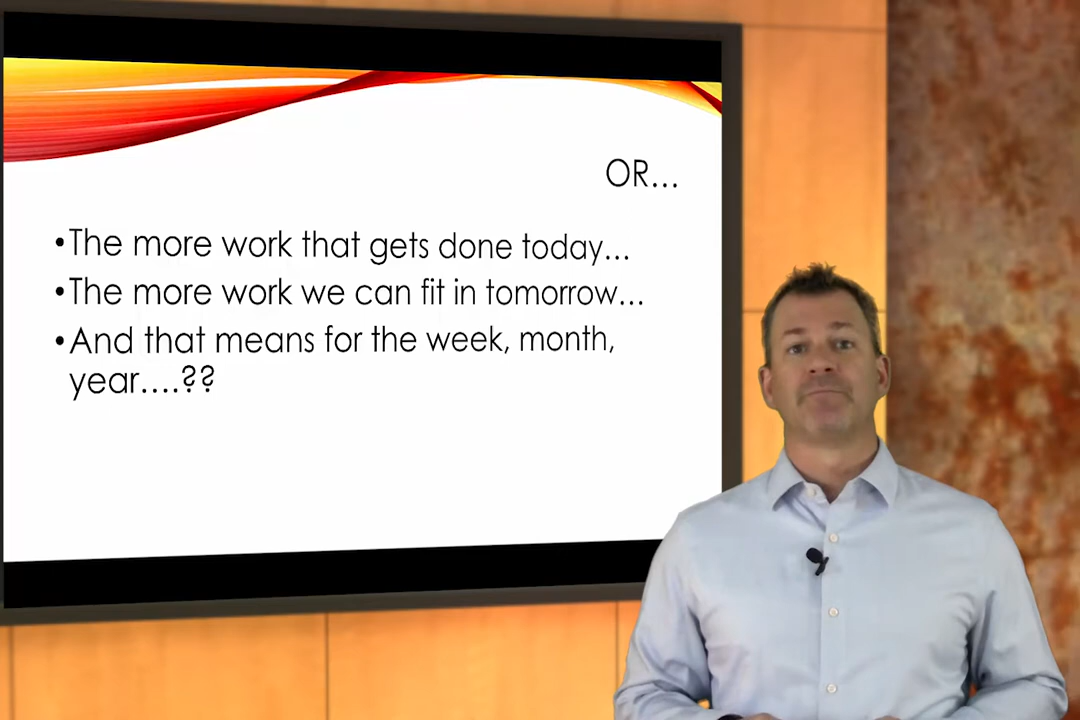 OR...
•The more work that gets done today...
•The more work we can fit in tomorrow...
•And that means for the week, month,
year....??